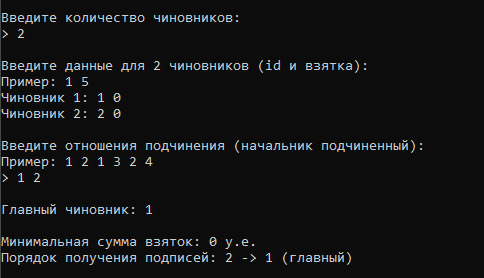 Введите количество чиновников:
> 2
Введите данные для 2 чиновников (id и взятка):
Пример: 1 5
Чиновник 1: 1 0
Чиновник 2: 2 0
Введите отношения подчинения (начальник подчиненный):
Пример: 1 2 1 3 2 4
> 1 2
Главный чиновник: 1
Минимальная сумма взяток: 0 у.е.
Порядок получения подписей: 2 -> 1 (главный)